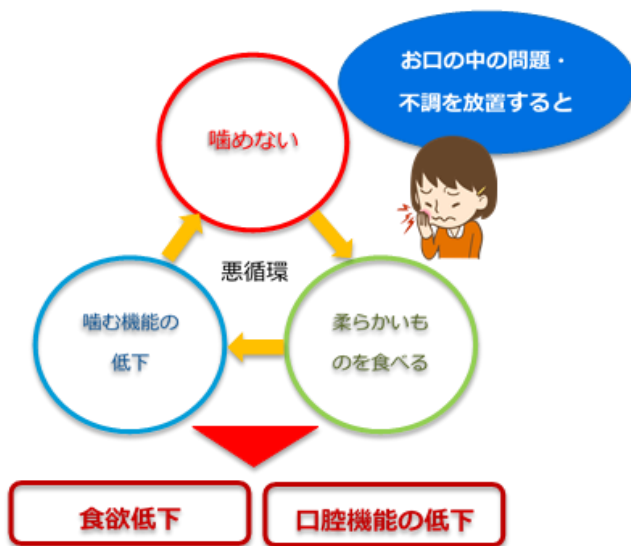 お口の中の問題・
不調を放置すると
噛めない
悪循環
噛む機能の
低下
柔らかいも
のを食べる
食欲低下
口腔機能の低下